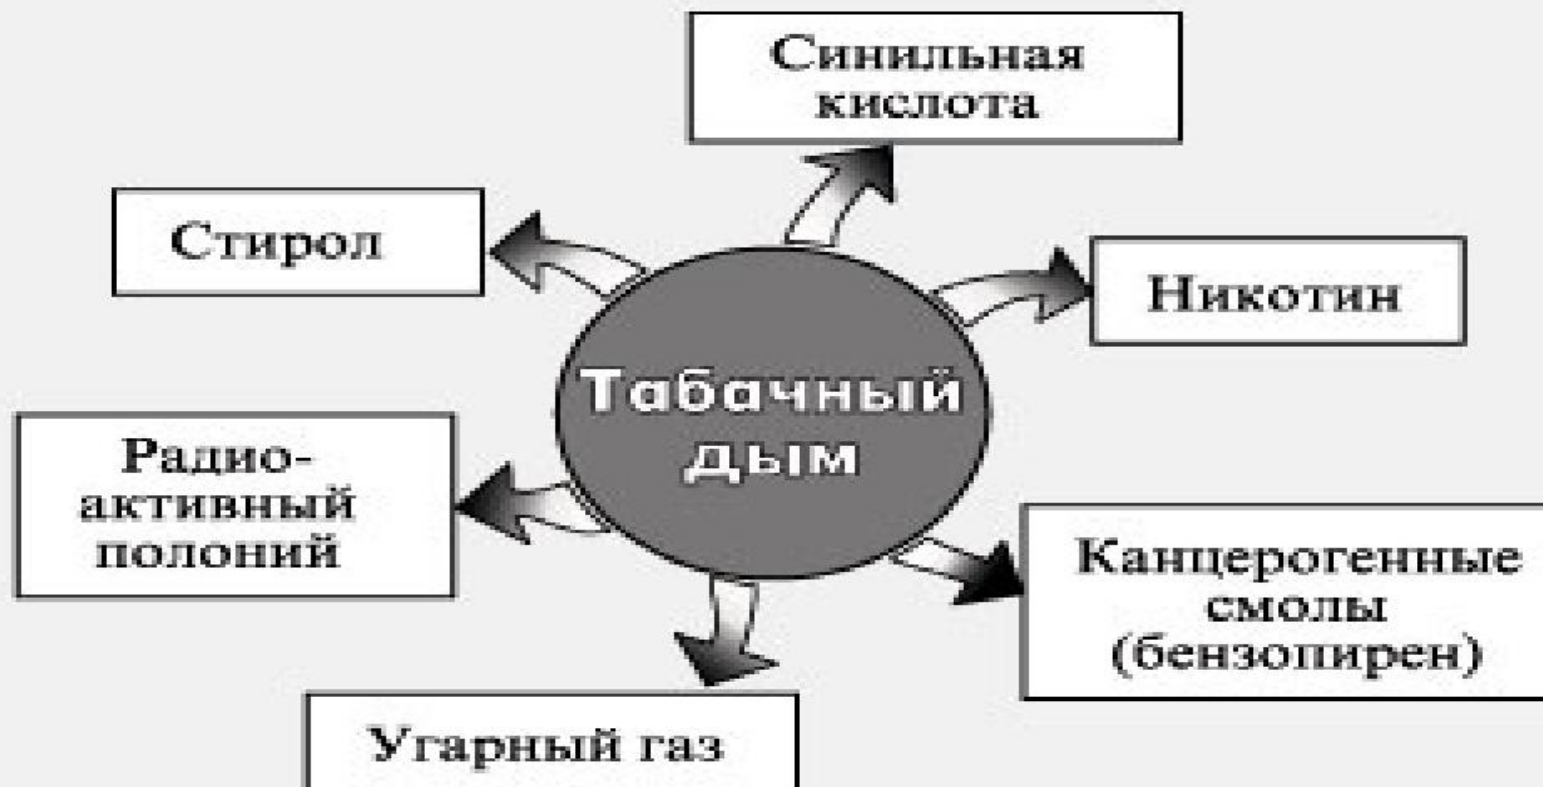 Синильная
кислота
Стирол
Никотин
Табачный
дым
Радио-
активный
полоний
Канцерогенные
смолы
(бензопирен)
Угарный газ